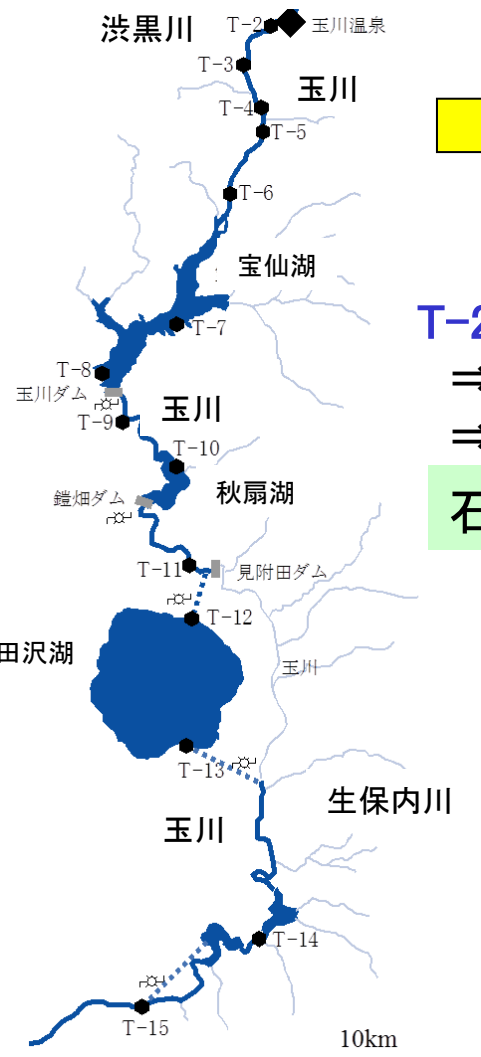 渋黒川
T-2
玉川温泉
T-3
玉川
T-4
T-5
T-6
宝仙湖
T-7
T-2
⇒
T-8
玉川ダム
玉川
T-9
⇒
T-10
秋扇湖
鎧畑ダム
石
T-11
見附田ダム
T-12
田沢湖
玉川
T-13
生保内川
玉川
T-14
T-15
10km